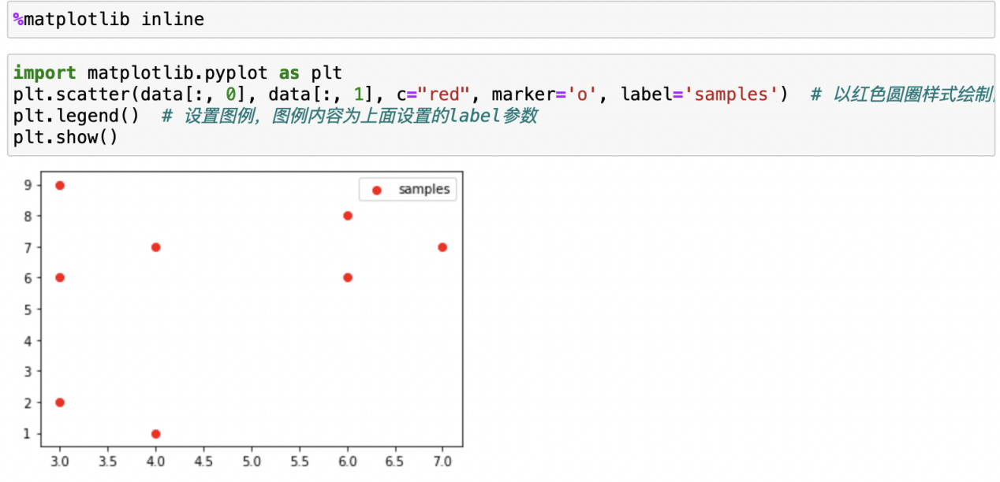 %matplotlib inline
import matplotlib.pyplot as plt
plt.scatter(data[:, 0], data[:, 1], c="red", marker='o', label='samples')  # 以红色圆圈样式绘制
plt.legend()  # 设置图例，图例内容为上面设置的label参数
plt.show()
samples
9
8
7
6
5
4
3
2
1
3.0 3.5 4.0 4.5 5.0 5.5 6.0 6.5 7.0